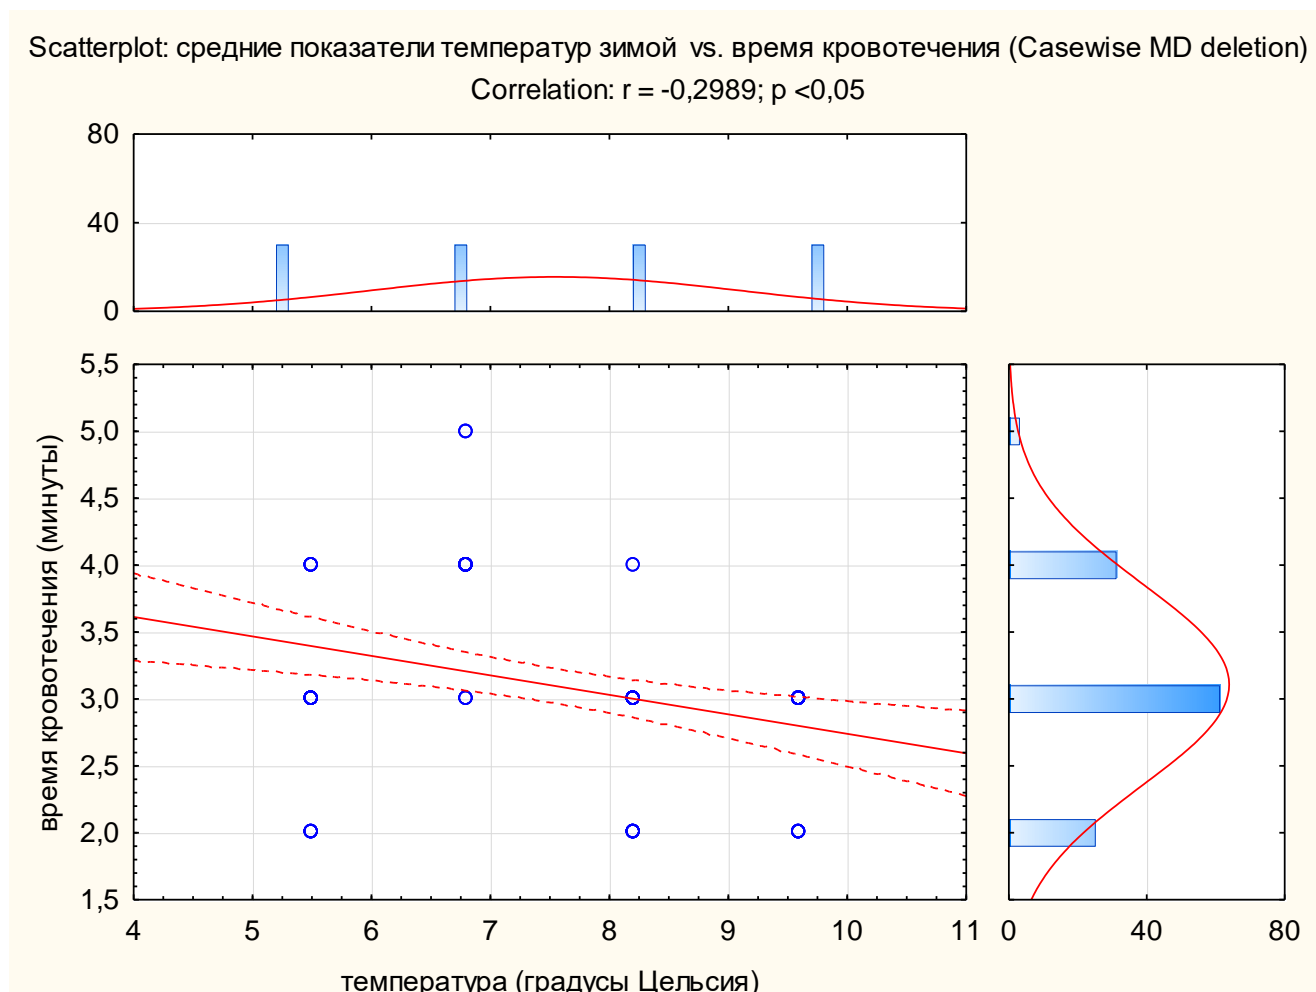 Scatterplot: средние показатели температур зимой vs. время кровотечения (Casewise MD deletion)
Correlation: r = -0,2989; p <0,05
80
40
0
5,5
5,0
4,5
4,0
3,5
3,0
2,5
2,0
1,5
время кровотечения (минуты)
4 5 6 7 8 9 10 11
0 40 80
температура (градусы Цельсия)